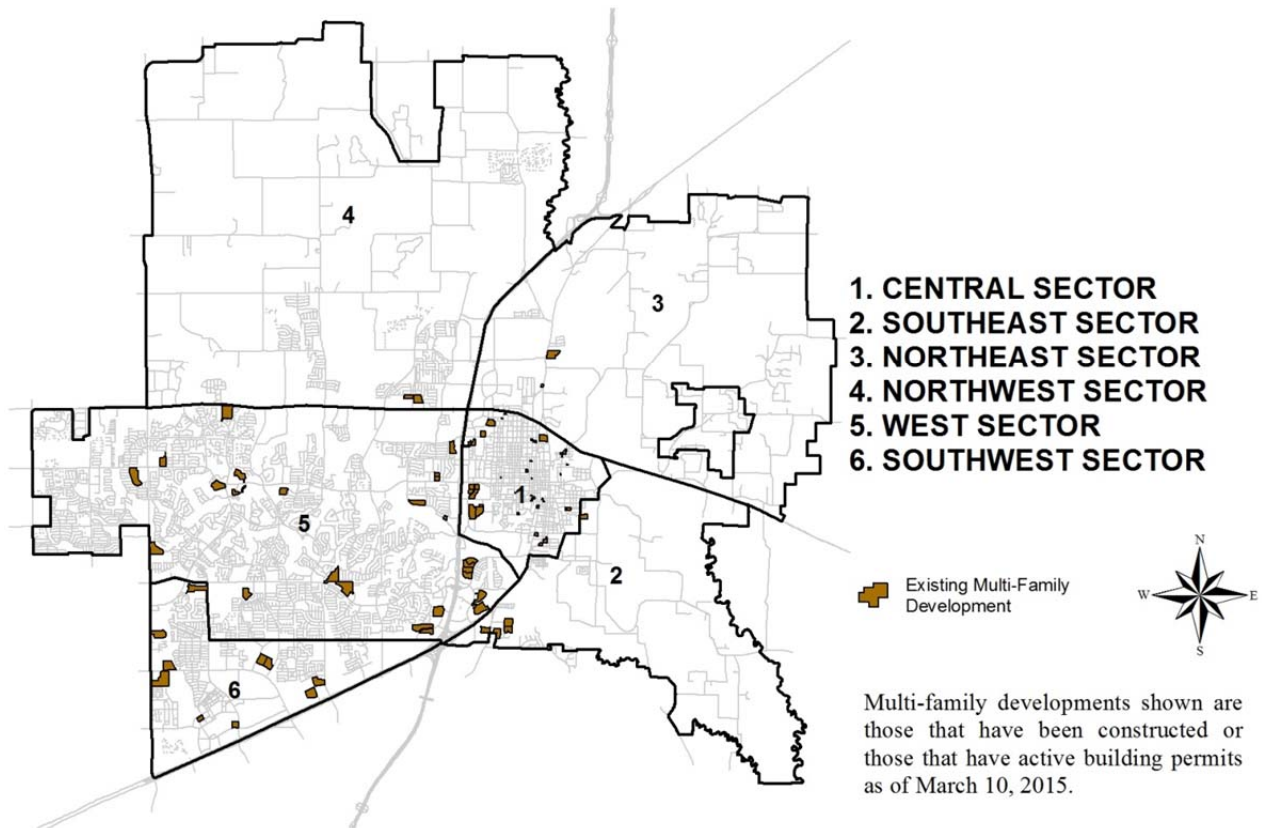 4
3
1
5
2
6
1. CENTRAL SECTOR
2. SOUTHEAST SECTOR
3. NORTHEAST SECTOR
4. NORTHWEST SECTOR
5. WEST SECTOR
6. SOUTHWEST SECTOR
Existing Multi-Family
Development
N
W E
S
Multi-family developments shown are
those that have been constructed or
those that have active building permits
as of March 10, 2015.